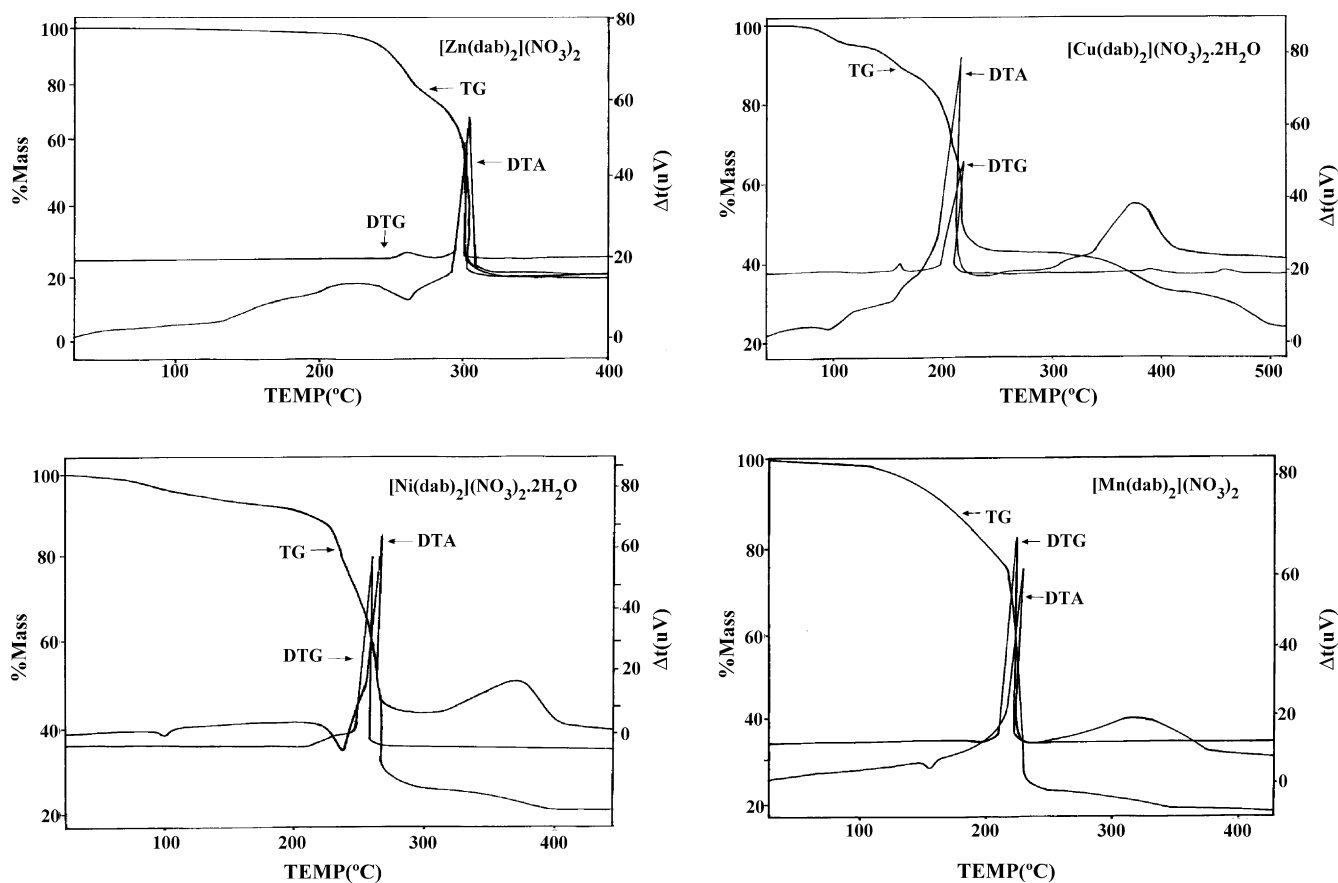 [Zn(dab)₂](NO₃)₂
TG
DTA
DTG
%Mass
100
80
60
40
20
0
80
60
40
20
0
Δt(uV)
100
200
300
400
TEMP(ºC)
[Cu(dab)₂](NO₃)₂.2H₂O
TG
DTA
DTG
%Mass
100
80
60
40
20
80
60
40
20
0
Δt(uV)
100
200
300
400
500
TEMP(ºC)
[Ni(dab)₂](NO₃)₂.2H₂O
TG
DTA
DTG
%Mass
100
80
60
40
20
80
60
40
20
0
Δt(uV)
100
200
300
400
TEMP(ºC)
[Mn(dab)₂](NO₃)₂
TG
DTG
DTA
%Mass
100
80
60
40
20
80
60
40
20
0
Δt(uV)
100
200
300
400
TEMP(ºC)